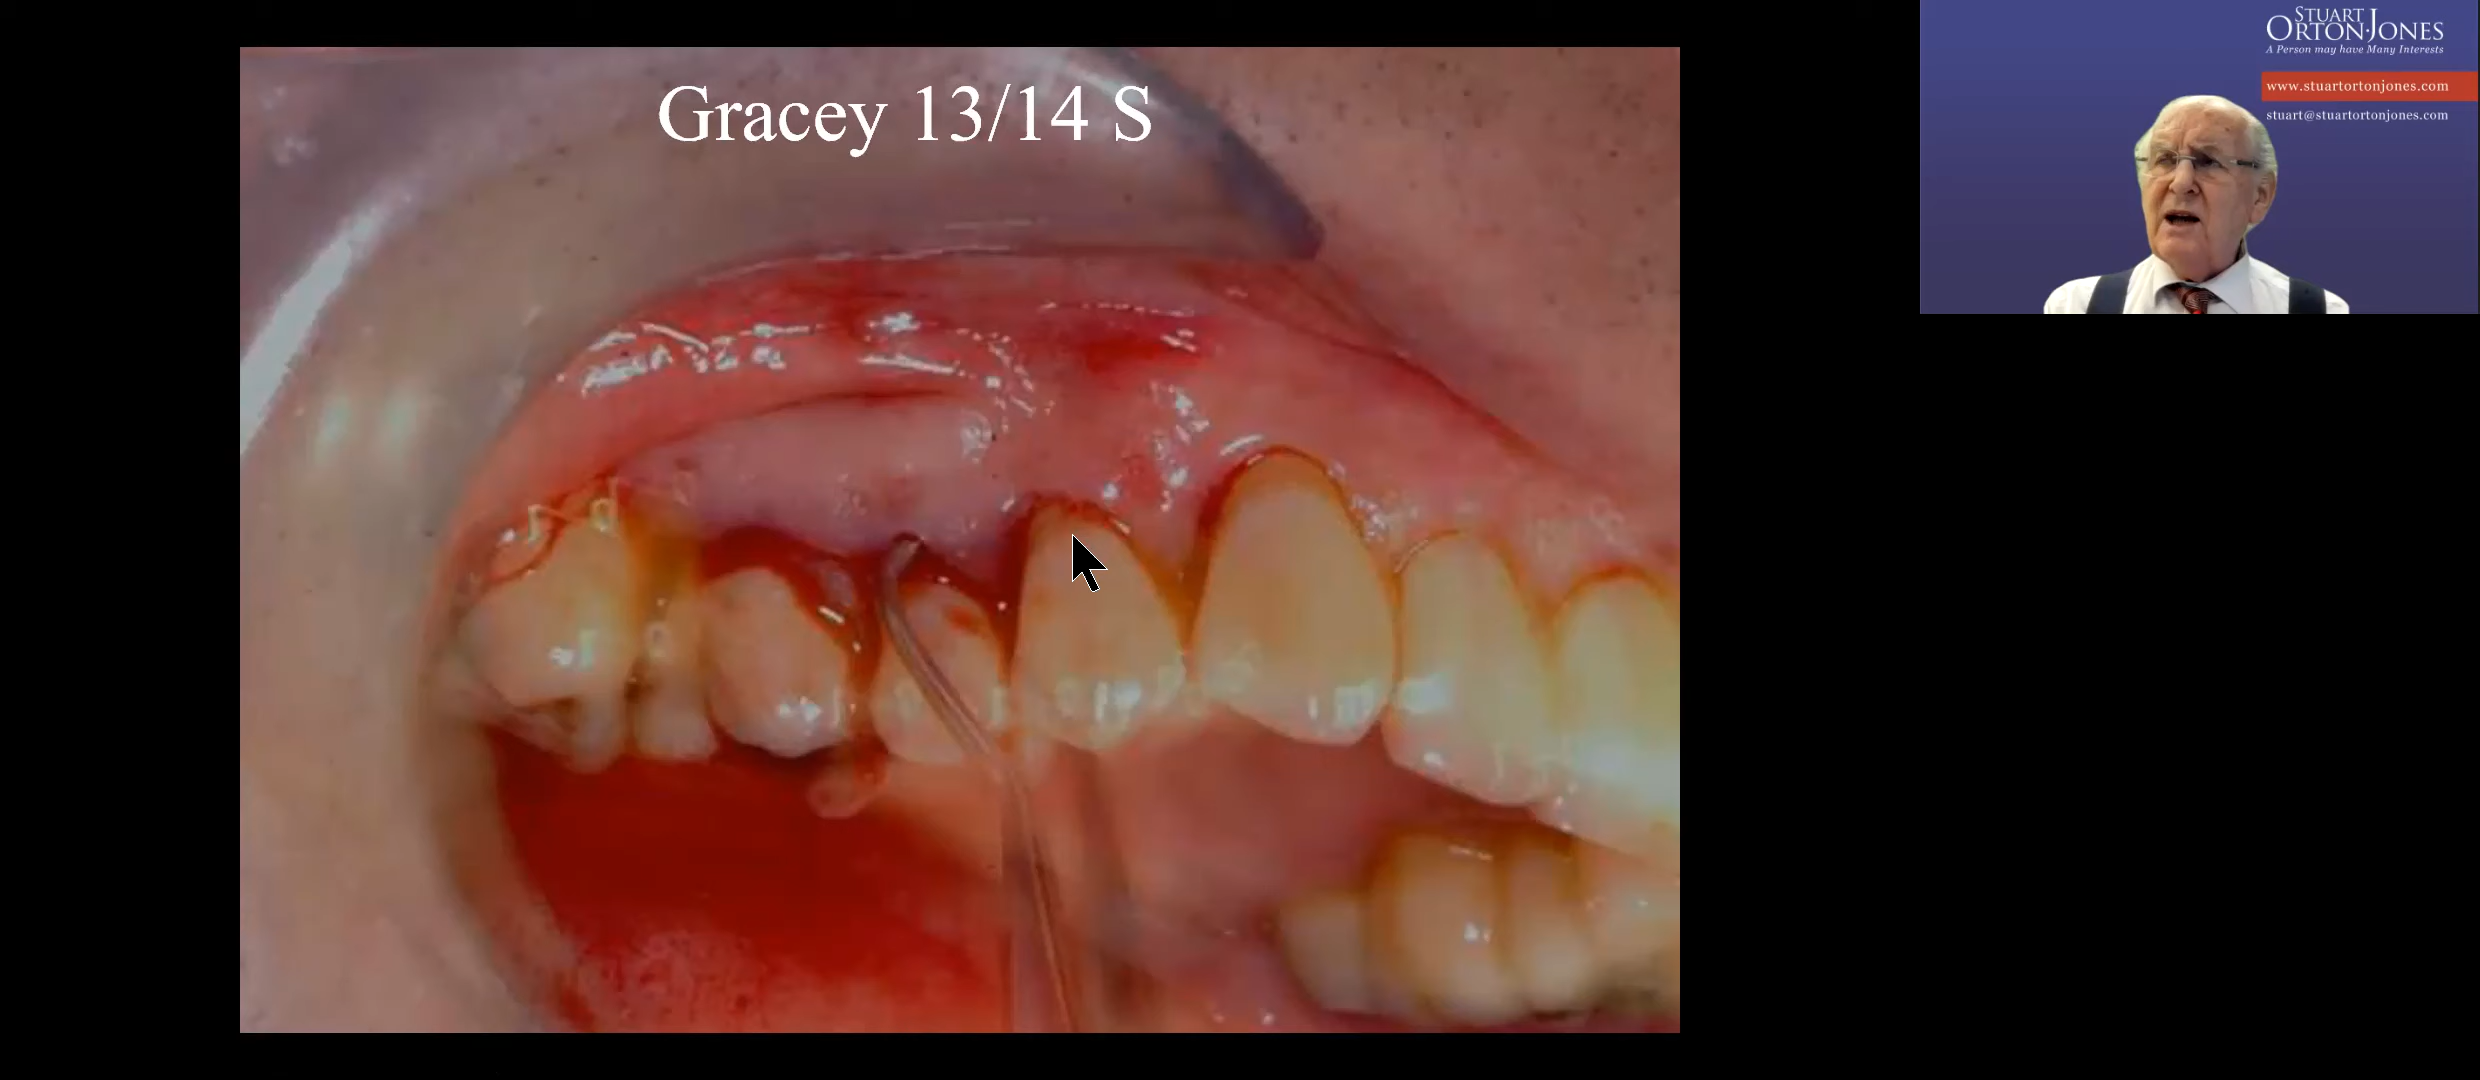 Gracey 13/14 S
STUART
ORTON-JONES
A Person may have Many Interests
www.stuartortonjones.com
stuart@stuartortonjones.com